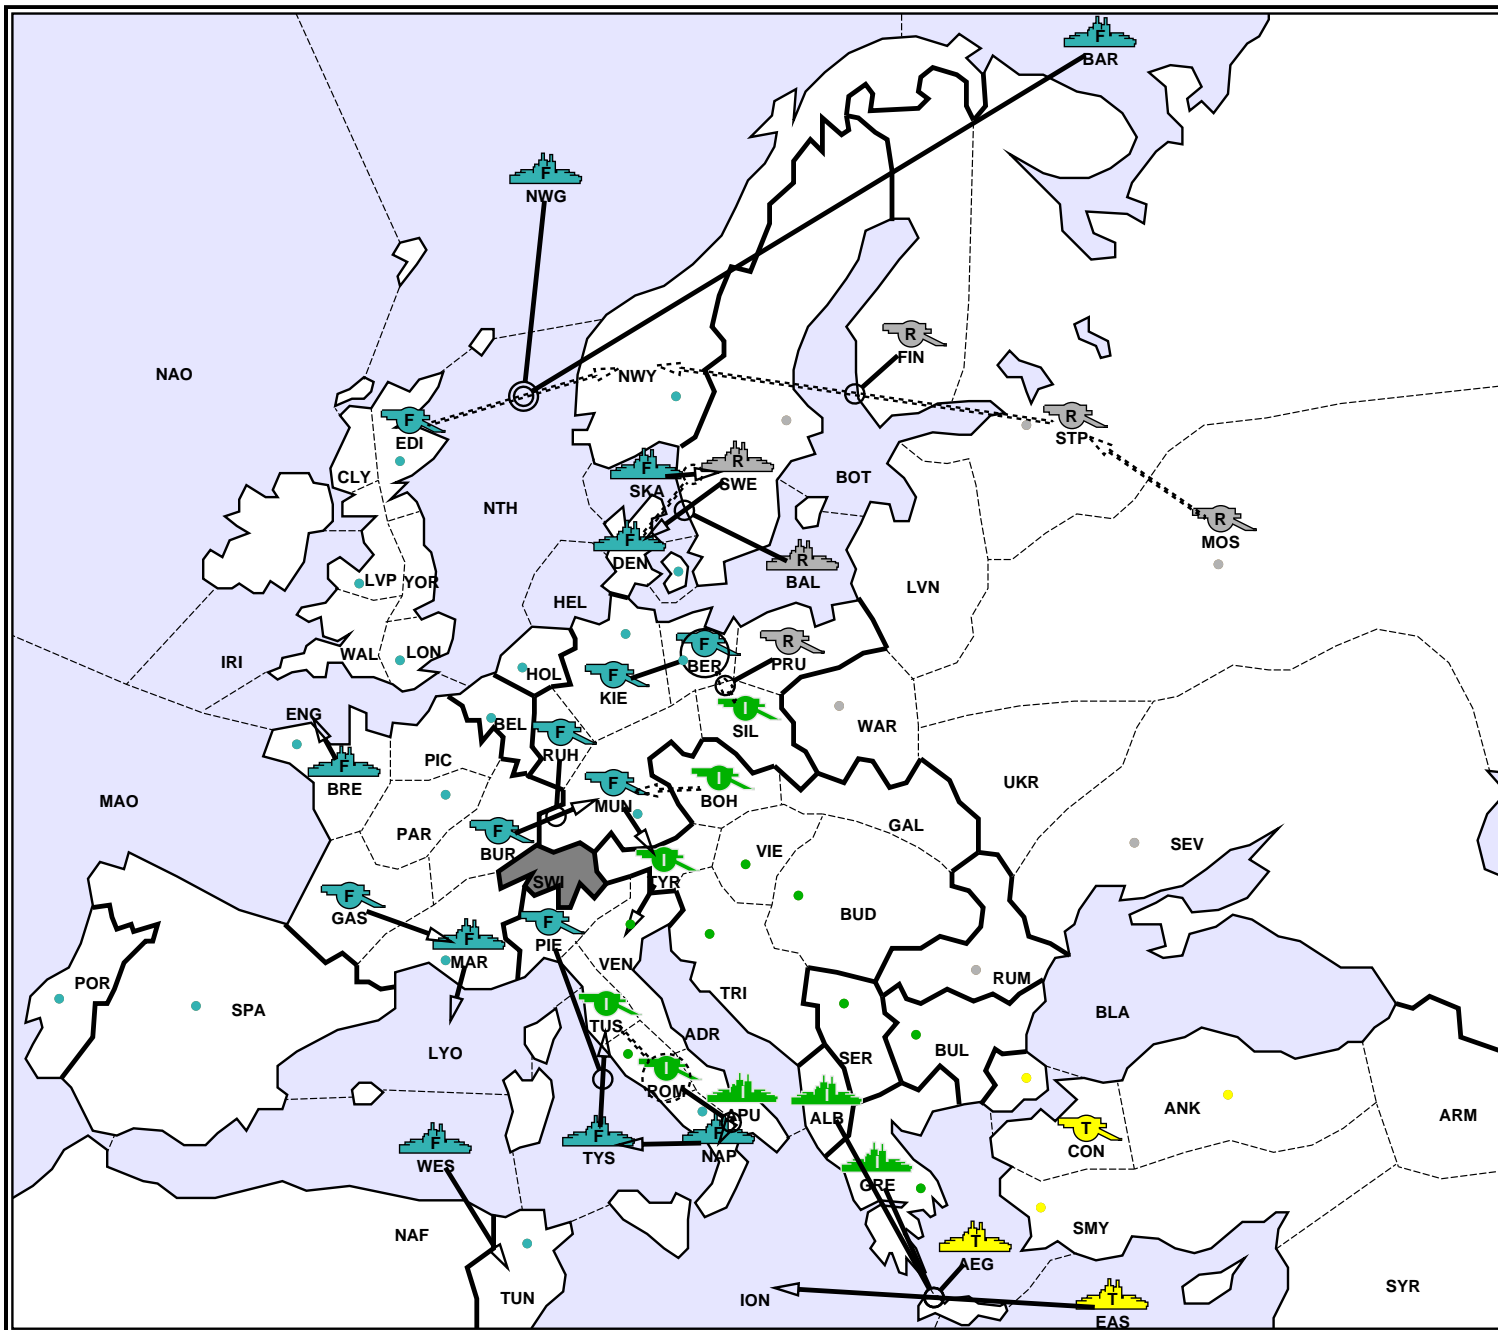 F
BAR
F
NWG
R
FIN
NAO
NWY
F
EDI
R
STP
F
SKA
R
SWE
CLY
BOT
NTH
R
MOS
F
DEN
R
BAL
LVP
YOR
LVN
HEL
IRI
WAL
LON
HOL
F
KIE
F
BER
R
PRU
ENG
BEL
I
SIL
WAR
F
RUH
PIC
F
BRE
F
MUN
I
BOH
UKR
MAO
PAR
F
BUR
GAL
SEV
VIE
I
TYR
SWI
F
GAS
BUD
F
PIE
F
MAR
VEN
POR
SPA
TRI
RUM
I
TUS
ADR
BLA
LYO
SER
BUL
I
ROM
I
APU
I
ALB
ANK
ARM
F
WES
F
TYS
F
NAP
T
CON
I
GRE
NAF
SMY
T
AEG
TUN
ION
T
EAS
SYR